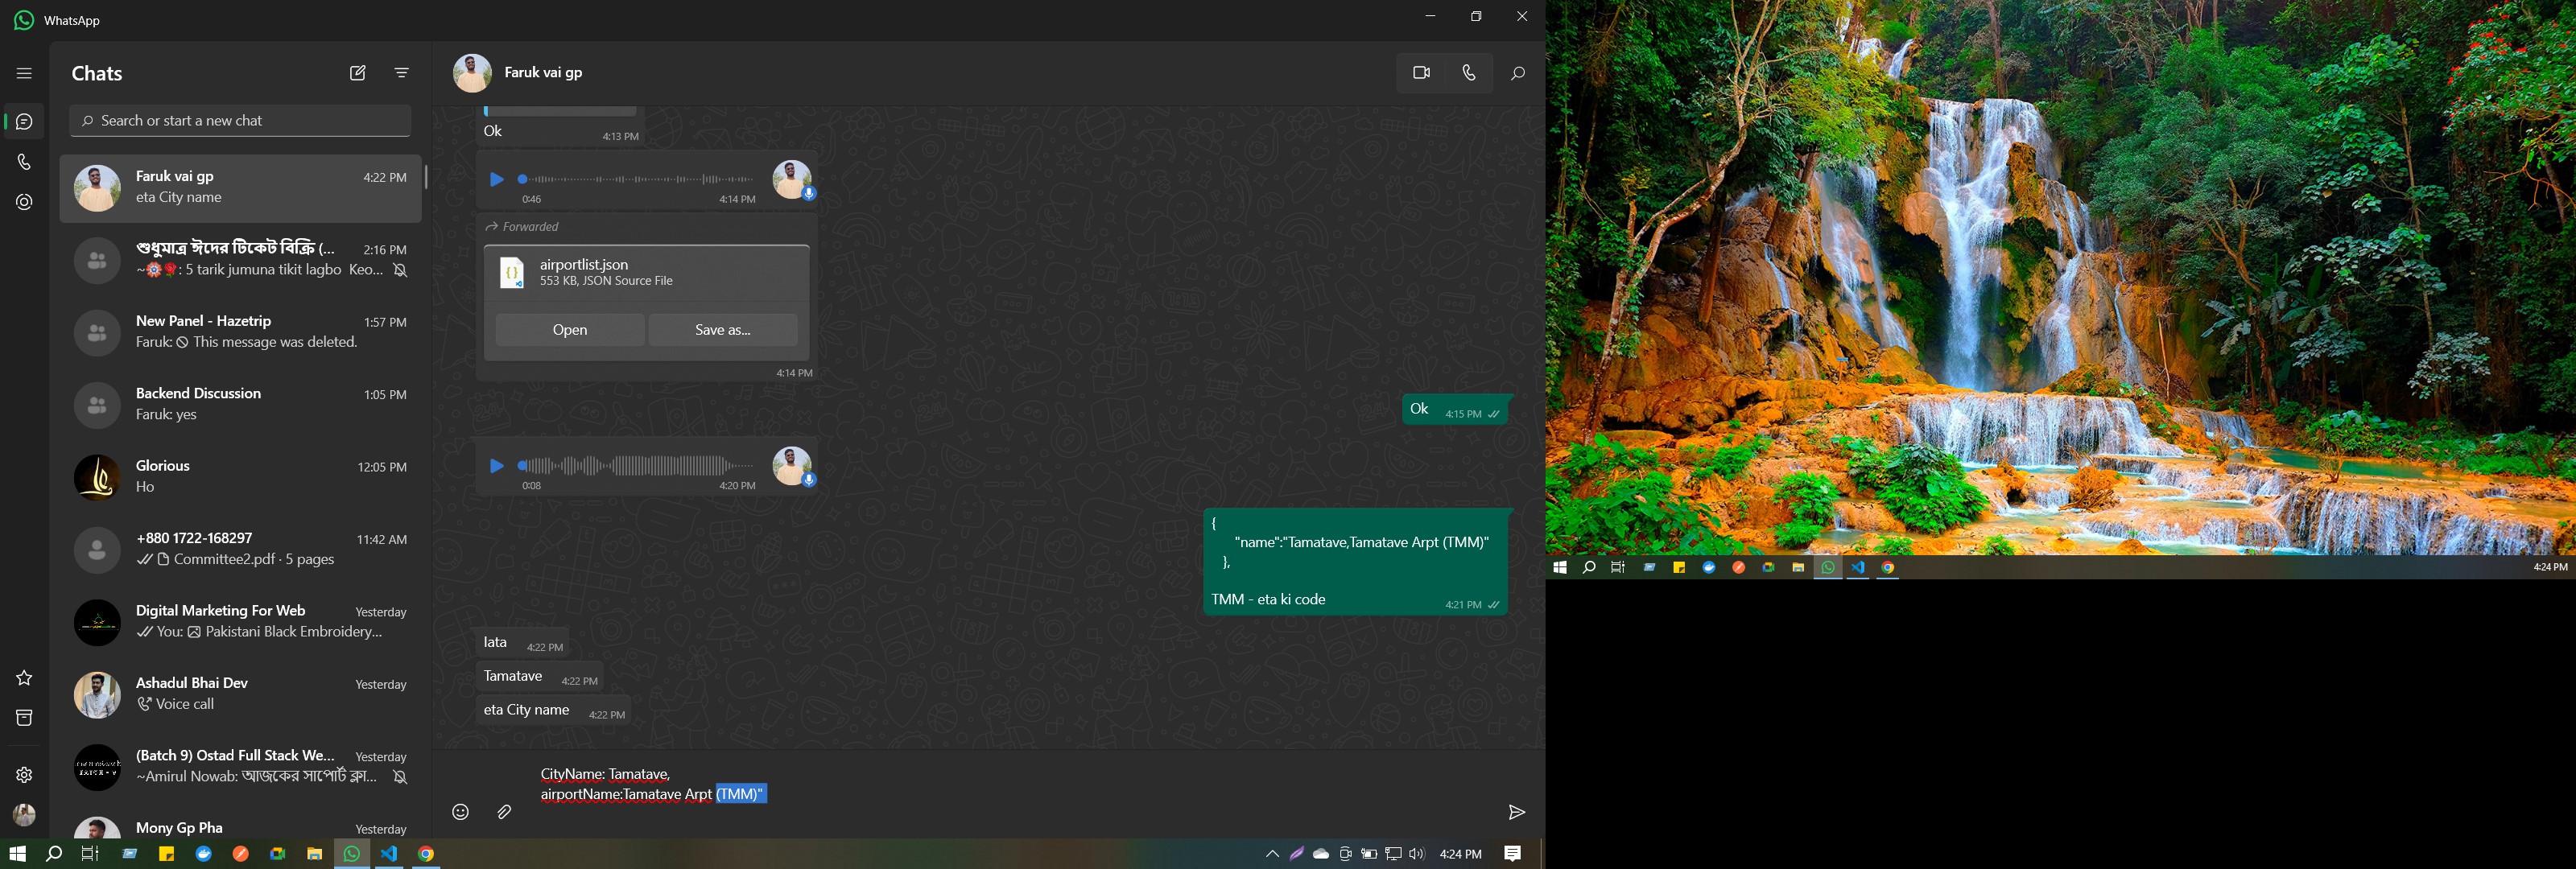 WhatsApp
Chats
Search or start a new chat
Faruk vai gp
4:22 PM
eta City name
শুধুমাত্র ঈদের টিকেট বিক্রি (...
2:16 PM
~🌺🌹: 5 tarik jumuna tikit lagbo Keo...
New Panel - Hazetrip
1:57 PM
Faruk: 🚫 This message was deleted.
Backend Discussion
1:05 PM
Faruk: yes
Glorious
12:05 PM
Ho
+880 1722-168297
11:42 AM
Committee2.pdf · 5 pages
Digital Marketing For Web
Yesterday
You: Pakistani Black Embroidery...
Ashadul Bhai Dev
Yesterday
Voice call
(Batch 9) Ostad Full Stack We...
Yesterday
~Amirul Nowab: আজকের সাপোর্ট ক্লা...
Mony Gp Pha
Yesterday
Faruk vai gp
Ok
4:13 PM
0:46
4:14 PM
Forwarded
airportlist.json
553 KB, JSON Source File
Open
Save as...
4:14 PM
Ok
4:15 PM
0:08
4:20 PM
{
"name":"Tamatave,Tamatave Arpt (TMM)"
},
TMM - eta ki code
4:21 PM
Iata
4:22 PM
Tamatave
4:22 PM
eta City name
4:22 PM
CityName: Tamatave,
airportName:Tamatave Arpt (TMM)"
4:24 PM
4:24 PM